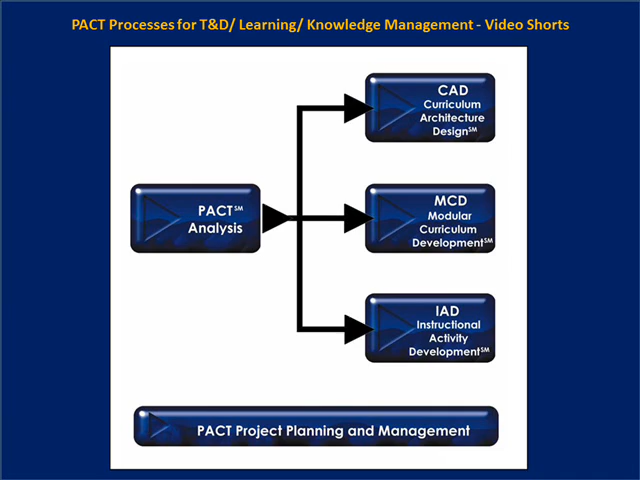 PACT Processes for T&D/ Learning/ Knowledge Management - Video Shorts
CAD
Curriculum
Architecture
Design℠
PACT℠
Analysis
MCD
Modular
Curriculum
Development℠
IAD
Instructional
Activity
Development℠
PACT Project Planning and Management